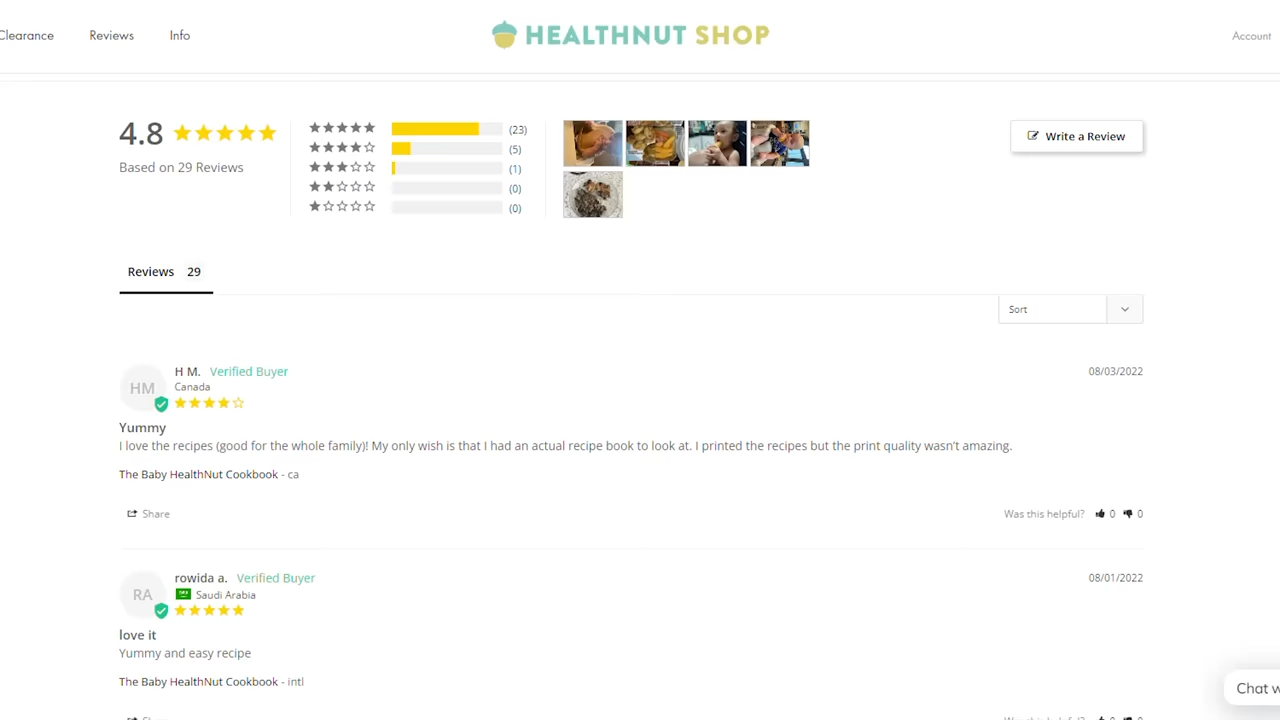 Clearance Reviews Info HEALTHNUT SHOP Account
4.8
Based on 29 Reviews
(23)
(5)
(1)
(0)
(0)
Write a Review
Reviews 29
Sort
HM
H M. Verified Buyer
Canada
08/03/2022
Yummy
I love the recipes (good for the whole family)! My only wish is that I had an actual recipe book to look at. I printed the recipes but the print quality wasn't amazing.
The Baby HealthNut Cookbook - ca
Share
Was this helpful? 0 0
RA
rowida a. Verified Buyer
Saudi Arabia
08/01/2022
love it
Yummy and easy recipe
The Baby HealthNut Cookbook - intl
Chat w